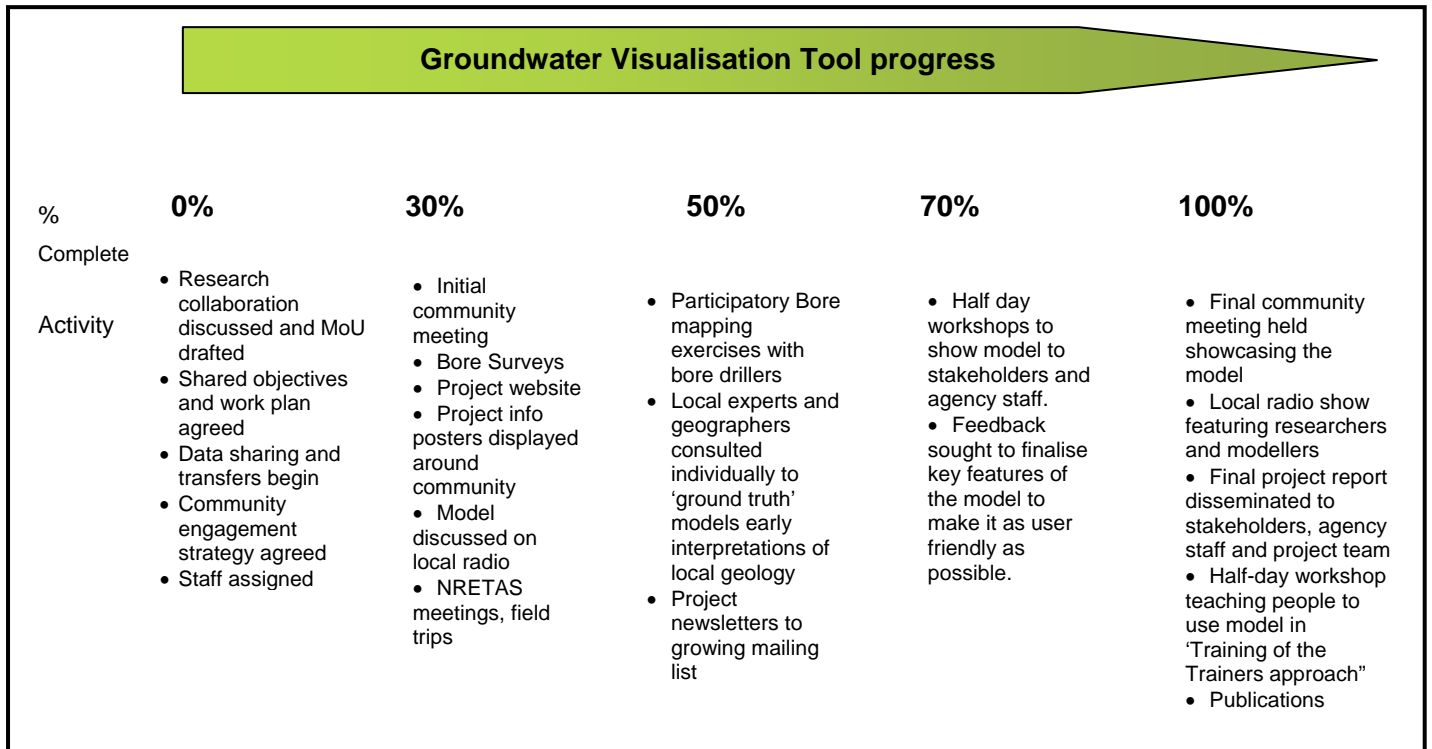 Groundwater Visualisation Tool progress
%
Complete
0%
30%
50%
70%
100%
Activity
• Research
collaboration
discussed and MoU
drafted
• Shared objectives
and work plan
agreed
• Data sharing and
transfers begin
• Community
engagement
strategy agreed
• Staff assigned
• Initial
community
meeting
• Bore Surveys
• Project website
• Project info
posters displayed
around
community
• Model
discussed on
local radio
• NRETAS
meetings, field
trips
• Participatory Bore
mapping
exercises with
bore drillers
• Local experts and
geographers
consulted
individually to
‘ground truth’
models early
interpretations of
local geology
• Project
newsletters to
growing mailing
list
• Half day
workshops to
show model to
stakeholders and
agency staff.
• Feedback
sought to finalise
key features of
the model to
make it as user
friendly as
possible.
• Final community
meeting held
showcasing the
model
• Local radio show
featuring researchers
and modellers
• Final project report
disseminated to
stakeholders, agency
staff and project team
• Half-day workshop
teaching people to
use model in
‘Training of the
Trainers approach”
• Publications